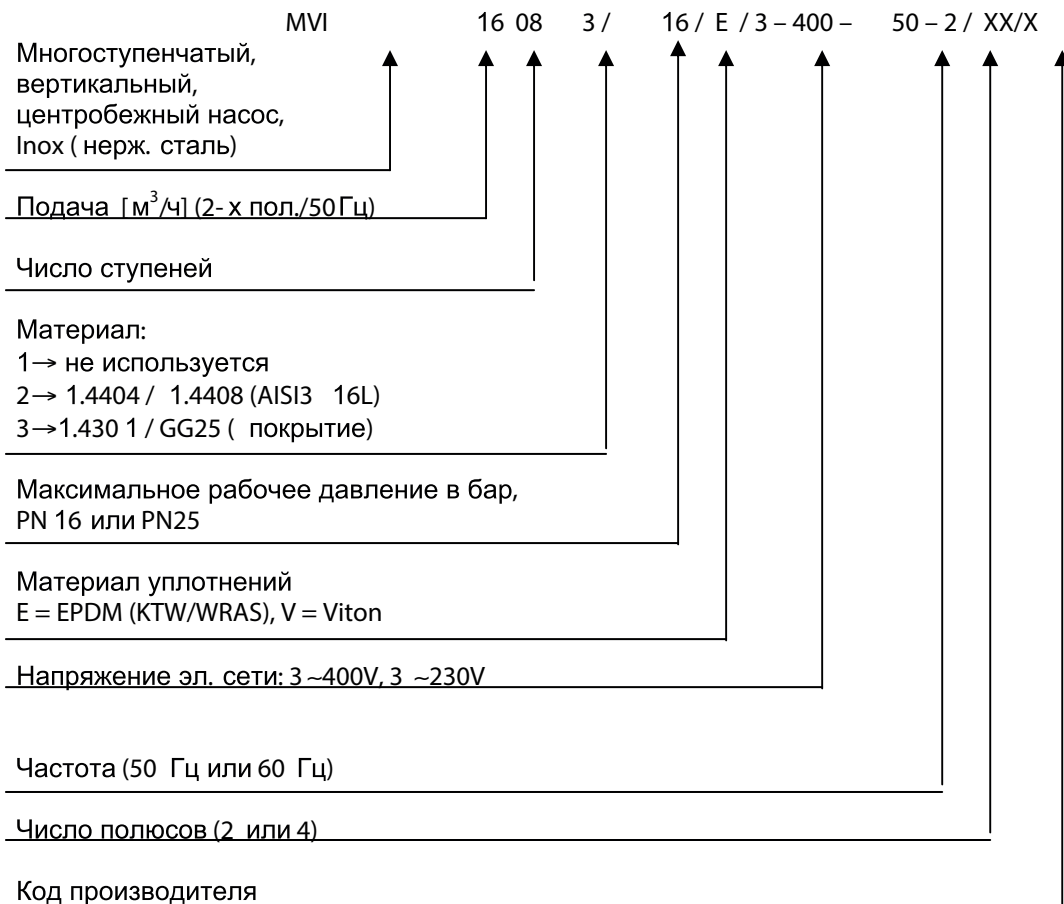 MVI 16 08 3 / 16 / E / 3 – 400 – 50 – 2 / XX/X
Многоступенчатый,
вертикальный,
центробежный насос,
Inox ( нерж. сталь)
Подача [м³/ч] (2- х пол./50 Гц)
Число ступеней
Материал:
1→ не используется
2→ 1.4404 / 1.4408 (AISI3 16L)
3→1.430 1 / GG25 ( покрытие)
Максимальное рабочее давление в бар,
PN 16 или PN25
Материал уплотнений
E = EPDM (KTW/WRAS), V = Viton
Напряжение эл. сети: 3 ~400V, 3 ~230V
Частота (50 Гц или 60 Гц)
Число полюсов (2 или 4)
Код производителя